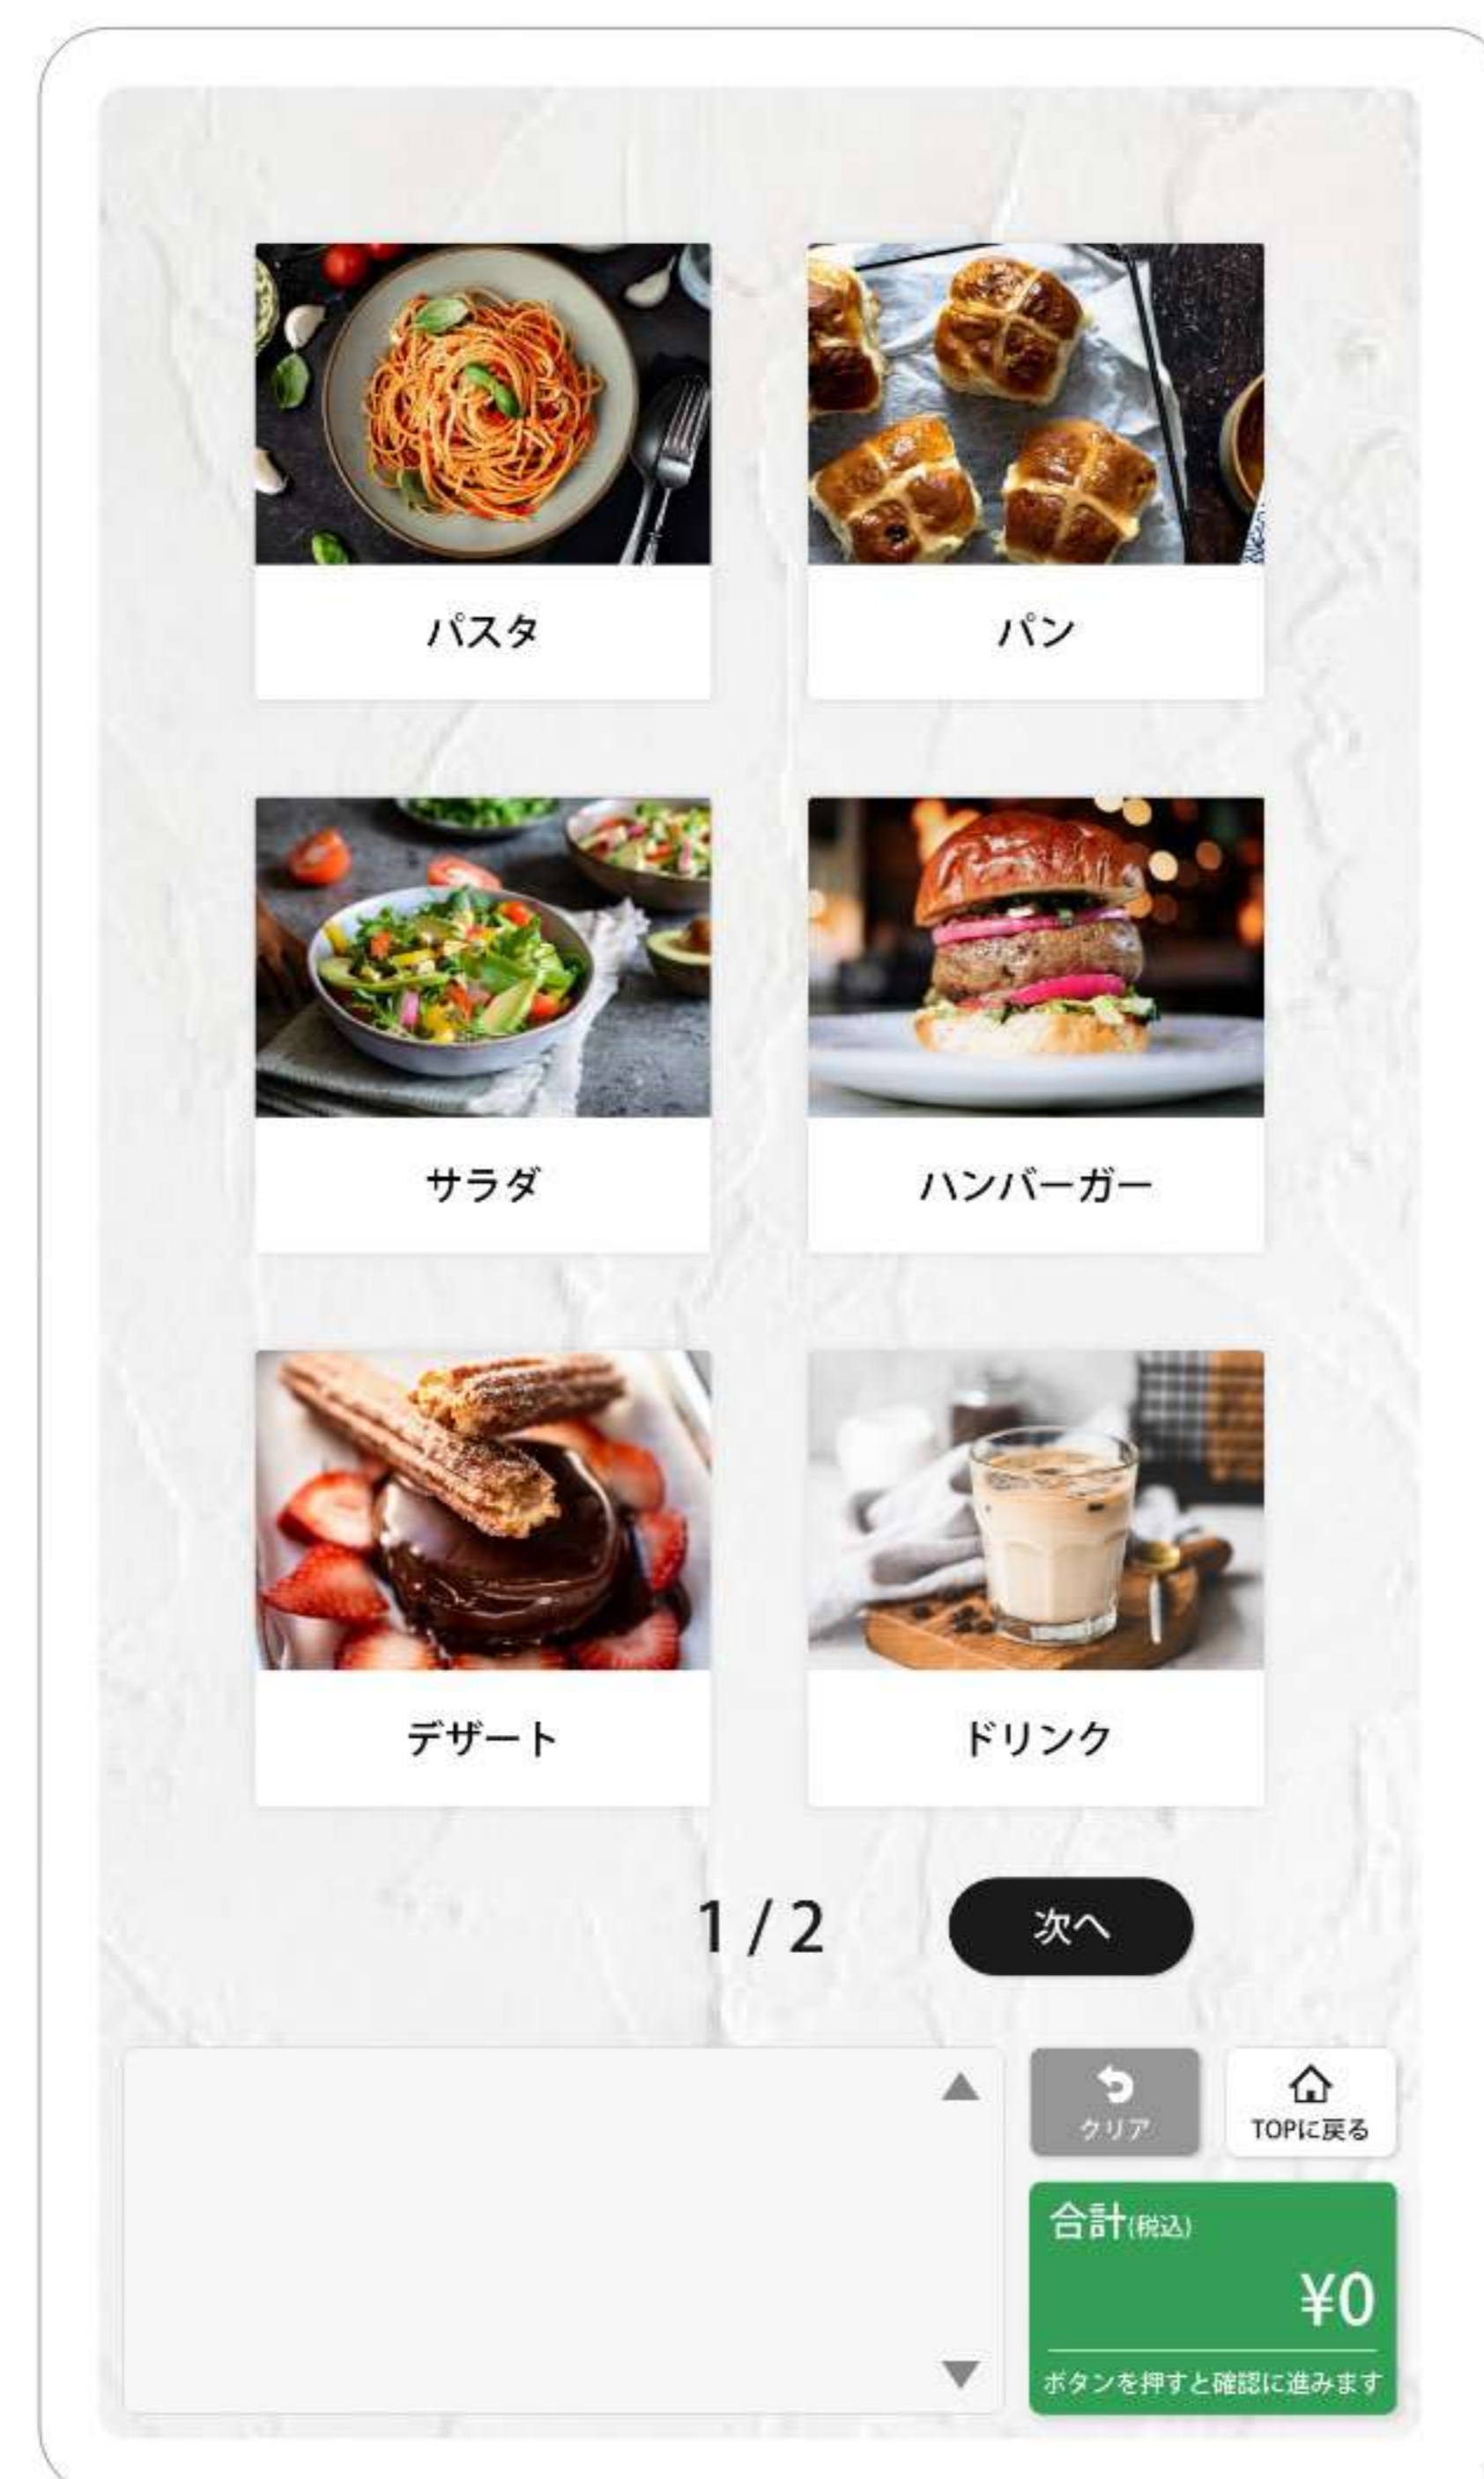 パスタ
パン
サラダ
ハンバーガー
デザート
ドリンク
1 / 2
次へ
クリア
TOPに戻る
合計(税込)
¥0
ボタンを押すと確認に進みます